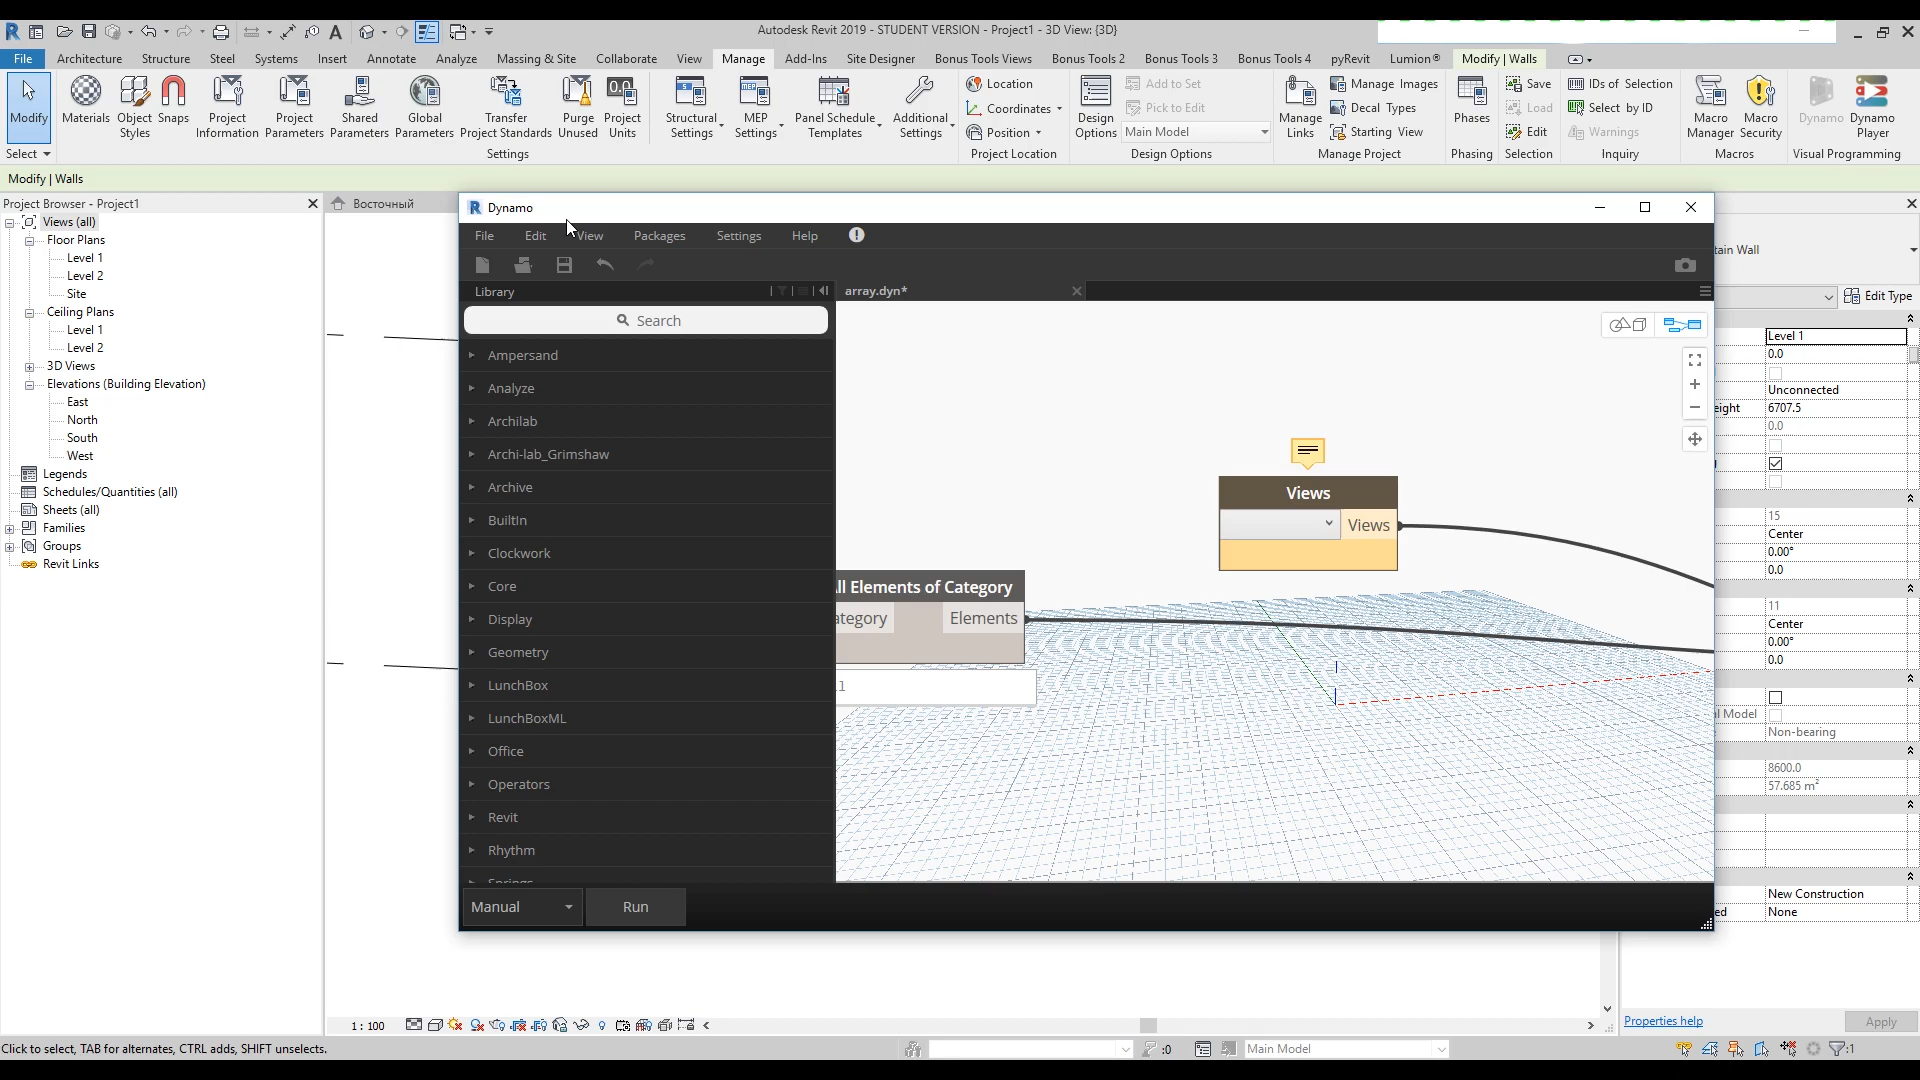 Autodesk Revit 2019 - STUDENT VERSION - Project1 - 3D View: {3D}
File Architecture Structure Steel Systems Insert Annotate Analyze Massing & Site Collaborate View Manage Add-Ins Site Designer Bonus Tools Views Bonus Tools 2 Bonus Tools 3 Bonus Tools 4 pyRevit Lumion® Modify | Walls
Modify
Materials
Object Styles
Snaps
Project Information
Project Parameters
Shared Parameters
Global Parameters
Transfer Project Standards
Purge Unused
Project Units
Structural Settings
MEP Settings
Panel Schedule Templates
Additional Settings
Location
Coordinates
Position
Design Options
Add to Set
Pick to Edit
Main Model
Manage Links
Manage Images
Decal Types
Starting View
Phases
Save
Load
Edit
IDs of Selection
Select by ID
Warnings
Macro Manager
Macro Security
Dynamo
Dynamo Player
Select Settings Project Location Design Options Manage Project Phasing Selection Inquiry Macros Visual Programming
Modify | Walls
Project Browser - Project1
Views (all)
Floor Plans
Level 1
Level 2
Site
Ceiling Plans
Level 1
Level 2
3D Views
Elevations (Building Elevation)
East
North
South
West
Legends
Schedules/Quantities (all)
Sheets (all)
Families
Groups
Revit Links
Восточный
Dynamo
File Edit View Packages Settings Help
Library
array.dyn*
Search
Ampersand
Analyze
Archilab
Archi-lab_Grimshaw
Archive
BuiltIn
Clockwork
Core
Display
Geometry
LunchBox
LunchBoxML
Office
Operators
Revit
Rhythm
Springs
Manual Run
Views
Views
ll Elements of Category
ategory Elements
tain Wall
Edit Type
Level 1
0.0
Unconnected
eight 6707.5
0.0
15
Center
0.00°
0.0
11
Center
0.00°
0.0
l Model
Non-bearing
8600.0
57.685 m²
New Construction
ed None
Properties help Apply
1 : 100
Click to select, TAB for alternates, CTRL adds, SHIFT unselects.
:0
Main Model
:1